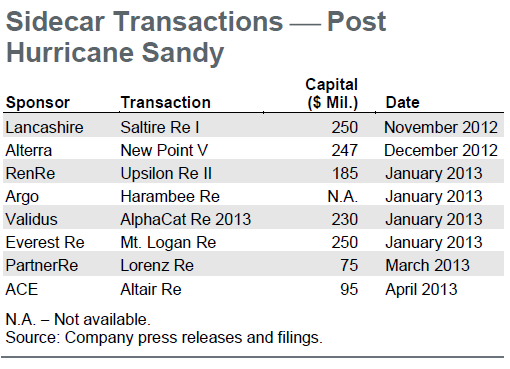 Sidecar Transactions — Post
Hurricane Sandy
Capital
Sponsor Transaction ($ Mil.) Date
Lancashire Saltire Re I 250 November 2012
Alterra New Point V 247 December 2012
RenRe Upsilon Re II 185 January 2013
Argo Harambee Re N.A. January 2013
Validus AlphaCat Re 2013 230 January 2013
Everest Re Mt. Logan Re 250 January 2013
PartnerRe Lorenz Re 75 March 2013
ACE Altair Re 95 April 2013
N.A. – Not available.
Source: Company press releases and filings.